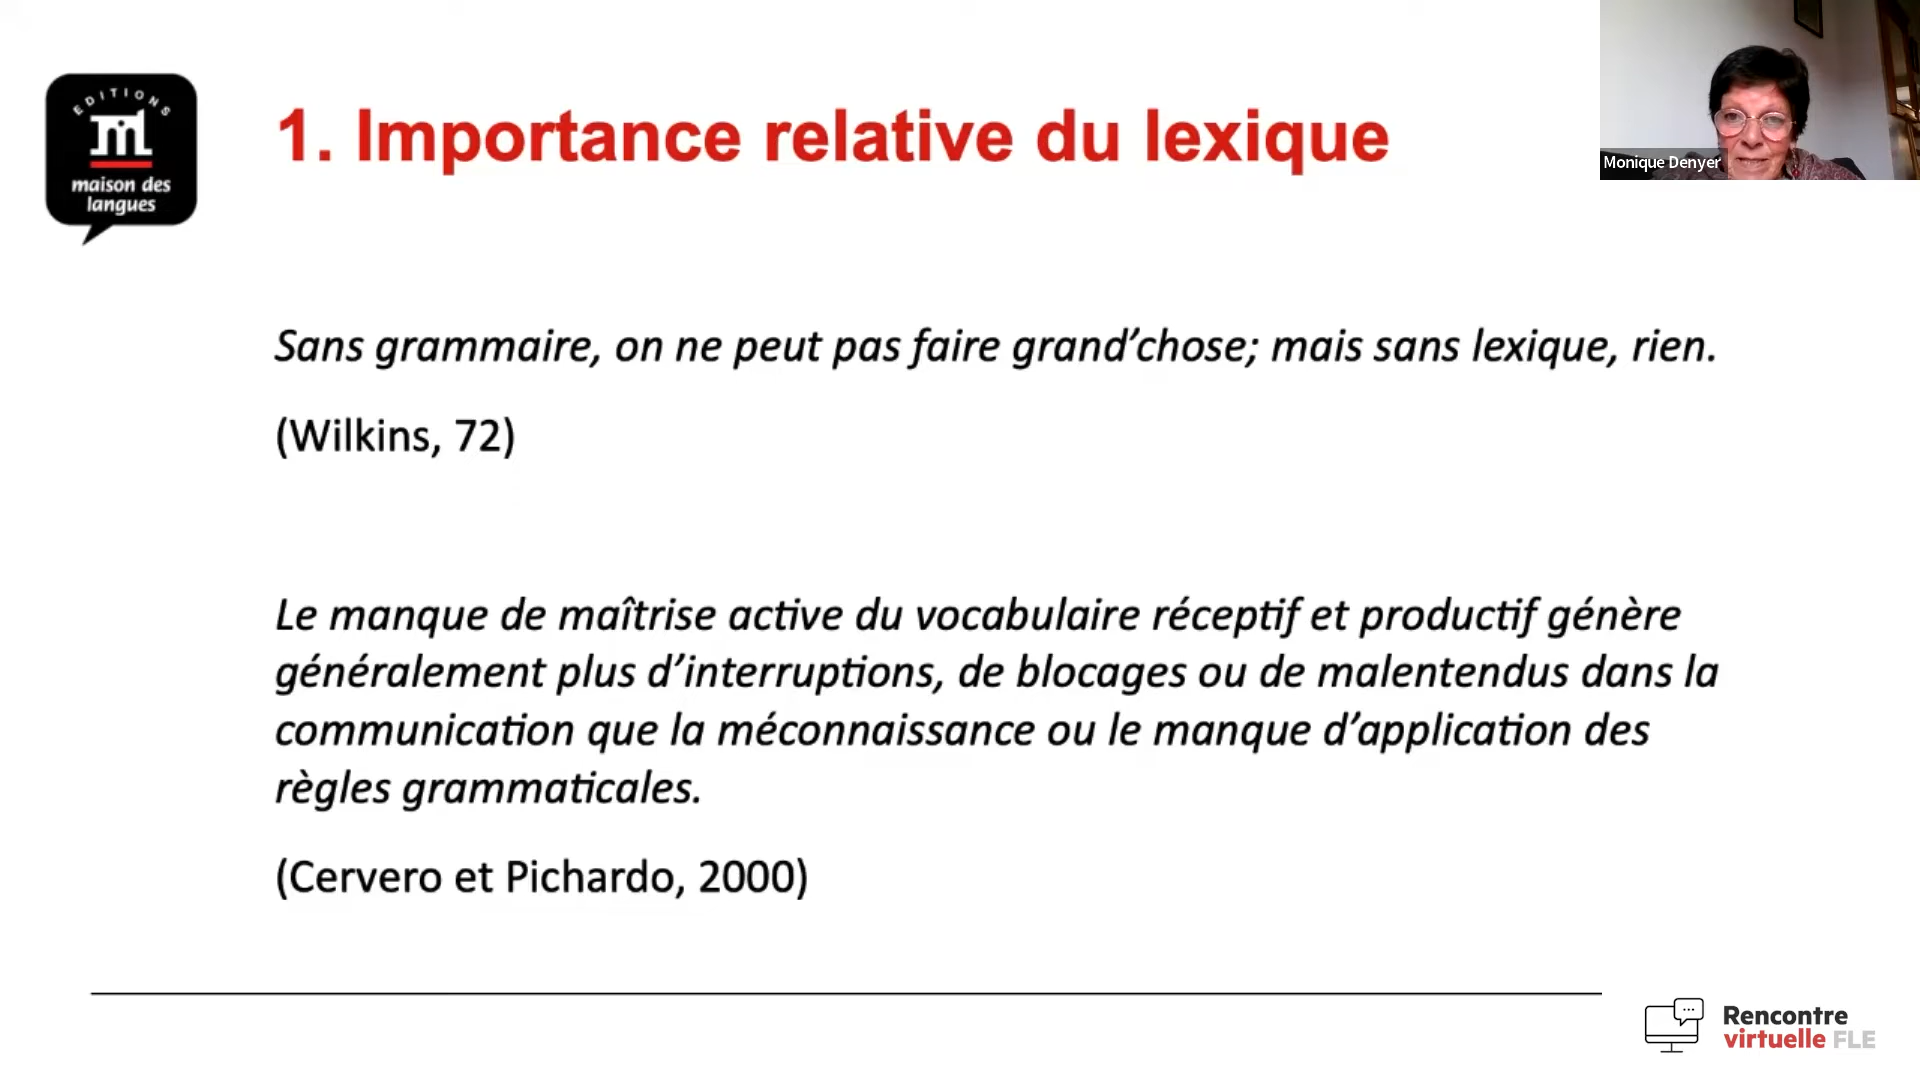 EDITIONS
maison des
langues
1. Importance relative du lexique
Monique Denyer
Sans grammaire, on ne peut pas faire grand’chose; mais sans lexique, rien.
(Wilkins, 72)
Le manque de maîtrise active du vocabulaire réceptif et productif génère
généralement plus d’interruptions, de blocages ou de malentendus dans la
communication que la méconnaissance ou le manque d’application des
règles grammaticales.
(Cervero et Pichardo, 2000)
Rencontre
virtuelle FLE